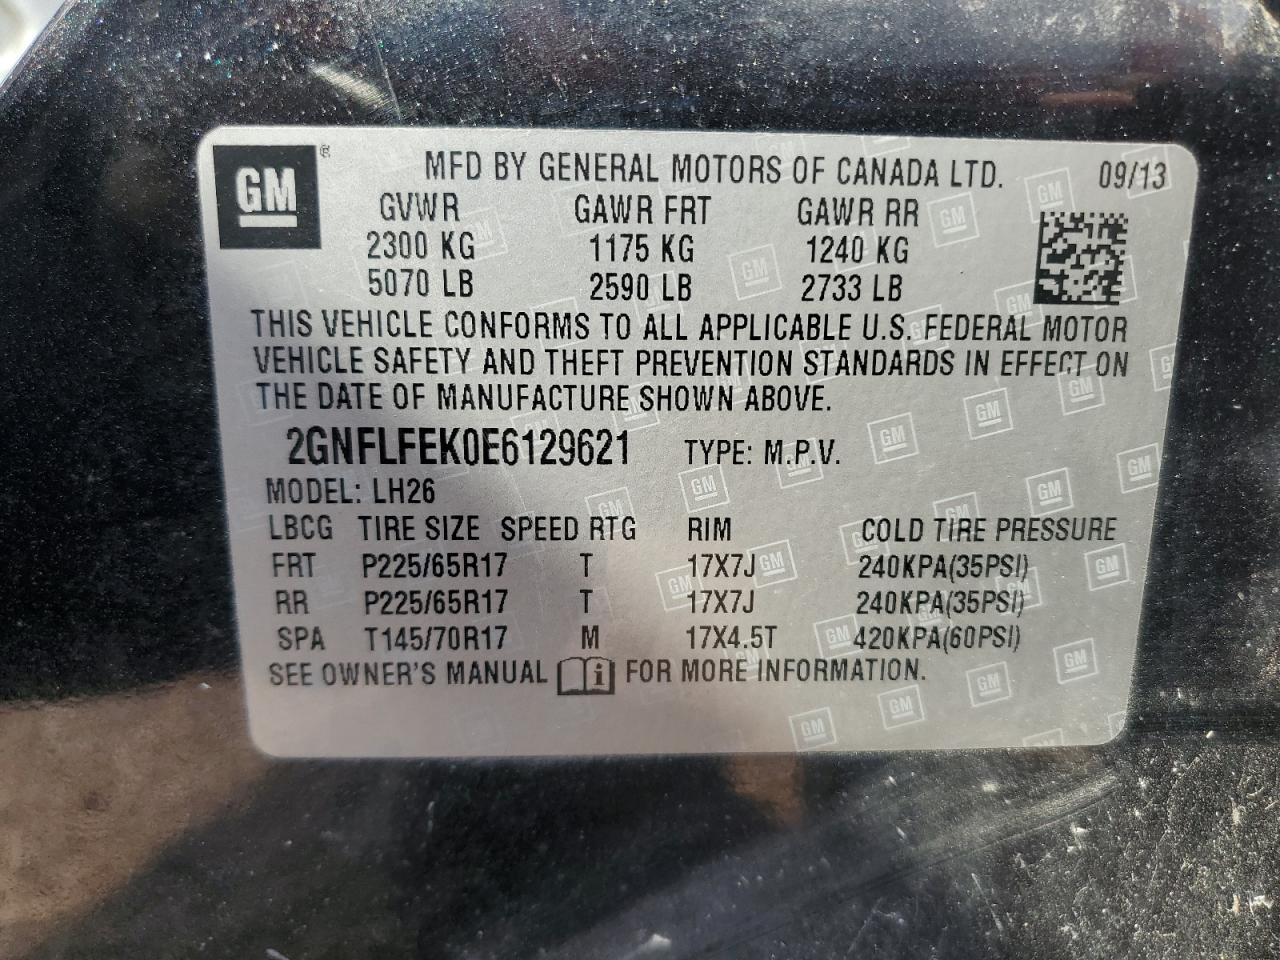 GM ® MFD BY GENERAL MOTORS OF CANADA LTD. 09/13
GVWR GAWR FRT GAWR RR
2300 KG 1175 KG 1240 KG
5070 LB 2590 LB 2733 LB
THIS VEHICLE CONFORMS TO ALL APPLICABLE U.S. FEDERAL MOTOR
VEHICLE SAFETY AND THEFT PREVENTION STANDARDS IN EFFECT ON
THE DATE OF MANUFACTURE SHOWN ABOVE.
2GNFLFEK0E6129621 TYPE: M.P.V.
MODEL: LH26
LBCG TIRE SIZE SPEED RTG RIM COLD TIRE PRESSURE
FRT P225/65R17 T 17X7J 240KPA(35PSI)
RR P225/65R17 T 17X7J 240KPA(35PSI)
SPA T145/70R17 M 17X4.5T 420KPA(60PSI)
SEE OWNER'S MANUAL i FOR MORE INFORMATION.